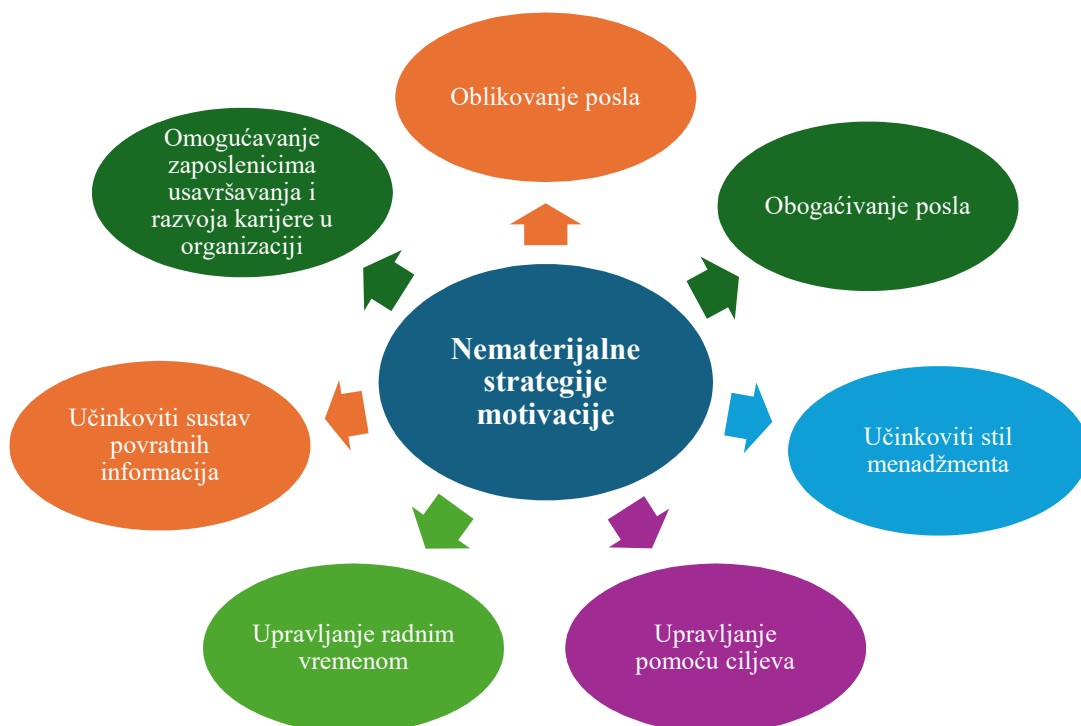 Oblikovanje posla
Omogućavanje
zaposlenicima
usavršavanja i
razvoja karijere u
organizaciji
Obogaćivanje posla
Nematerijalne
strategije
motivacije
Učinkoviti sustav
povratnih
informacija
Učinkoviti stil
menadžmenta
Upravljanje radnim
vremenom
Upravljanje
pomoću ciljeva